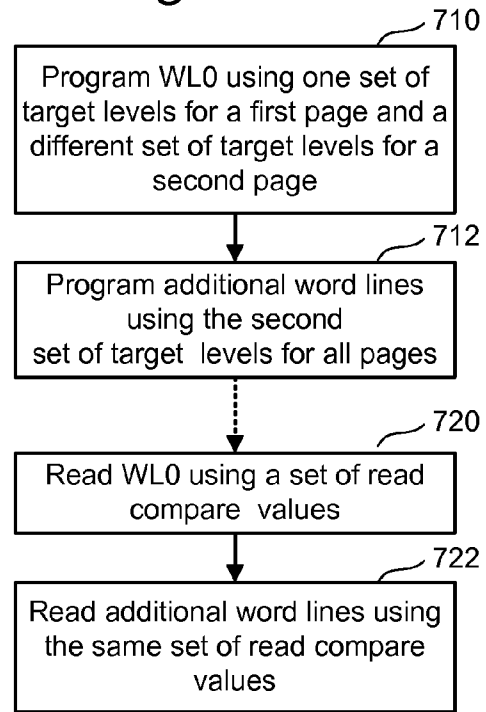 710
Program WL0 using one set of
target levels for a first page and a
different set of target levels for a
second page
712
Program additional word lines
using the second
set of target levels for all pages
720
Read WL0 using a set of read
compare values
722
Read additional word lines using
the same set of read compare
values